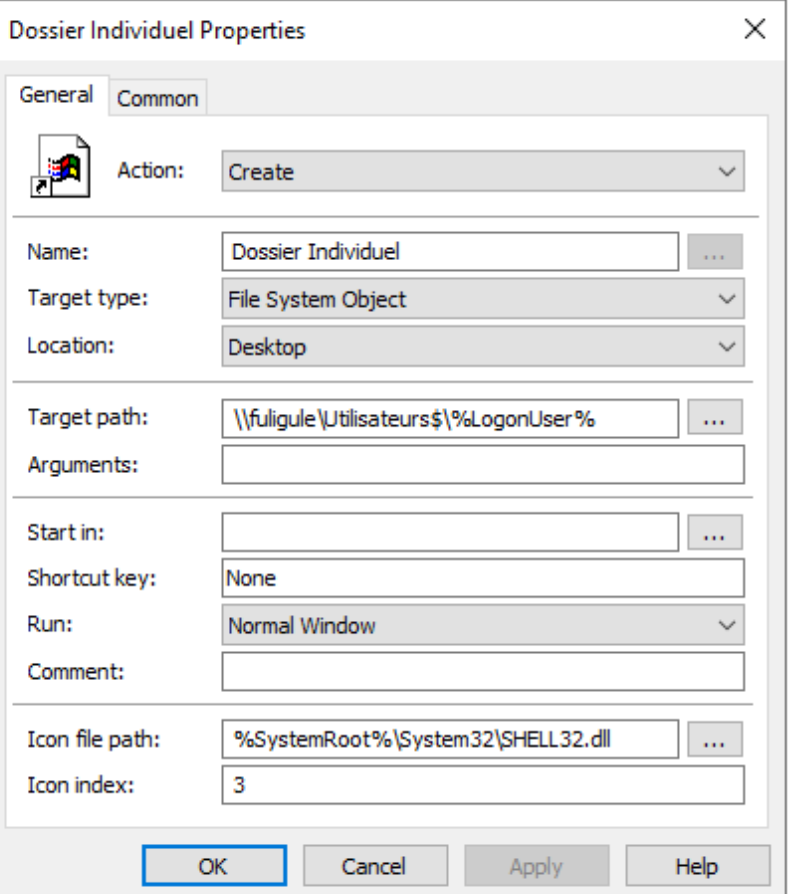 Dossier Individuel Properties
General Common
Action: Create
Name: Dossier Individuel ...
Target type: File System Object
Location: Desktop
Target path: \\fuligule\Utilisateurs$\%LogonUser% ...
Arguments:
Start in: ...
Shortcut key: None
Run: Normal Window
Comment:
Icon file path: %SystemRoot%\System32\SHELL32.dll ...
Icon index: 3
OK Cancel Apply Help